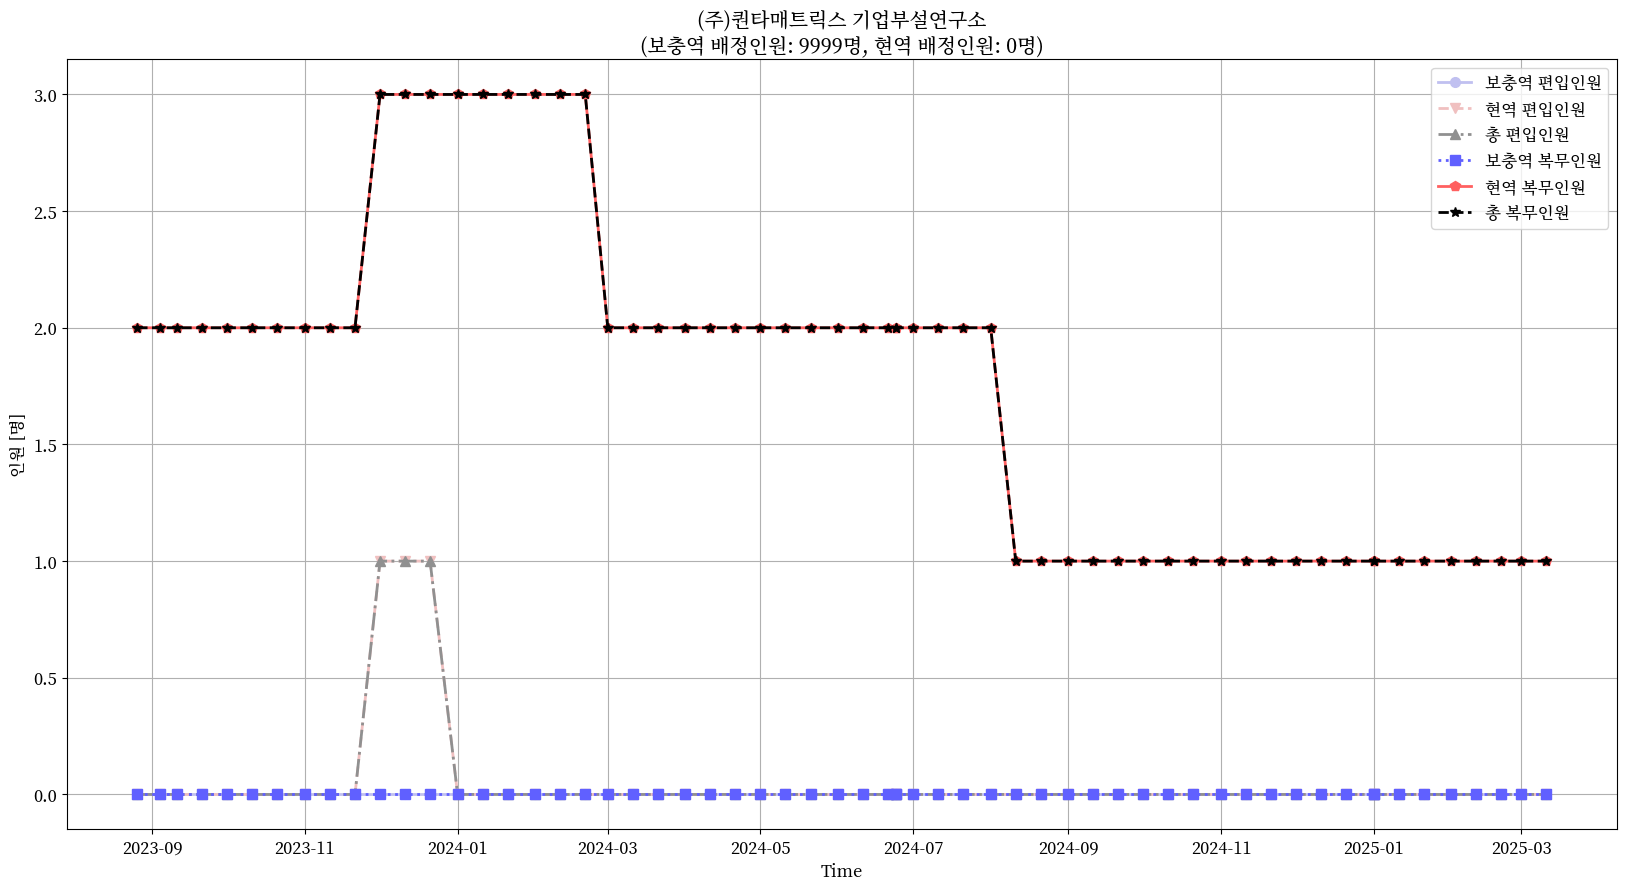 (주)퀀타매트릭스 기업부설연구소
(보충역 배정인원: 9999명, 현역 배정인원: 0명)
보충역 편입인원
현역 편입인원
총 편입인원
보충역 복무인원
현역 복무인원
총 복무인원
인원 [명]
3.0
2.5
2.0
1.5
1.0
0.5
0.0
2023-09 2023-11 2024-01 2024-03 2024-05 2024-07 2024-09 2024-11 2025-01 2025-03
Time